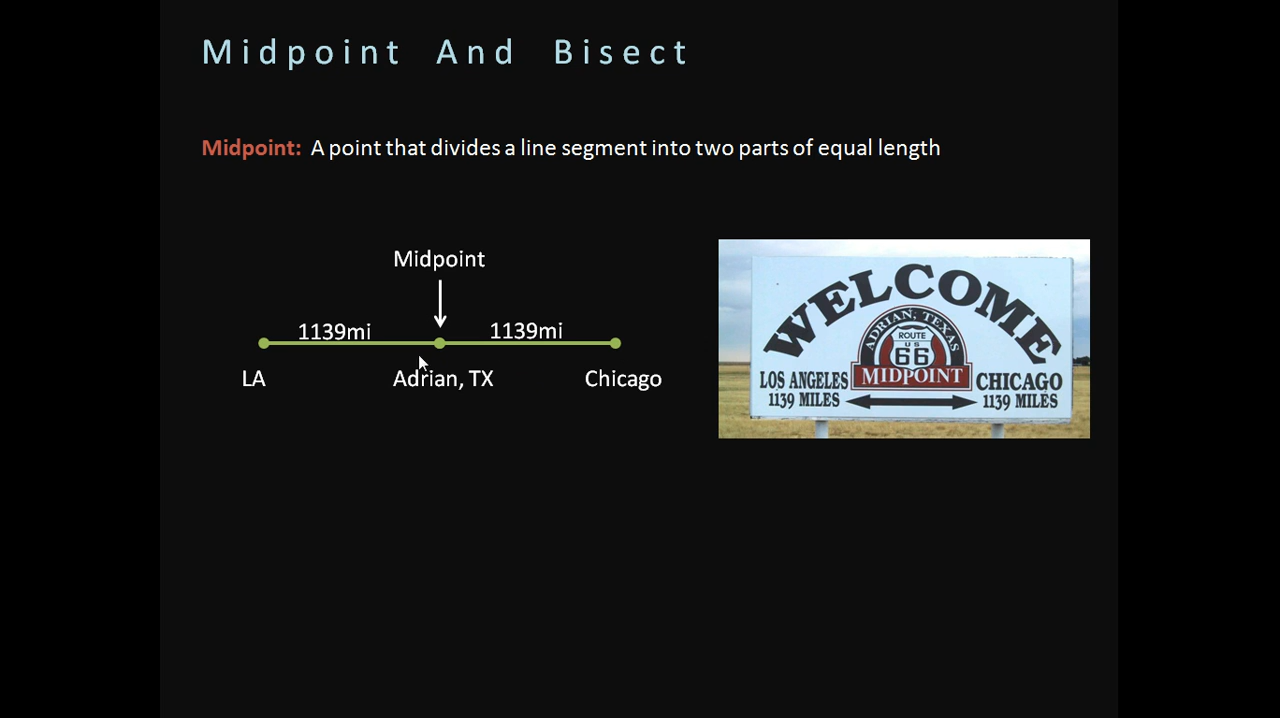 Midpoint And Bisect
Midpoint: A point that divides a line segment into two parts of equal length
Midpoint
1139mi 1139mi
LA Adrian, TX Chicago
WELCOME
ADRIAN, TEXAS
ROUTE
US
66
MIDPOINT
LOS ANGELES CHICAGO
1139 MILES 1139 MILES